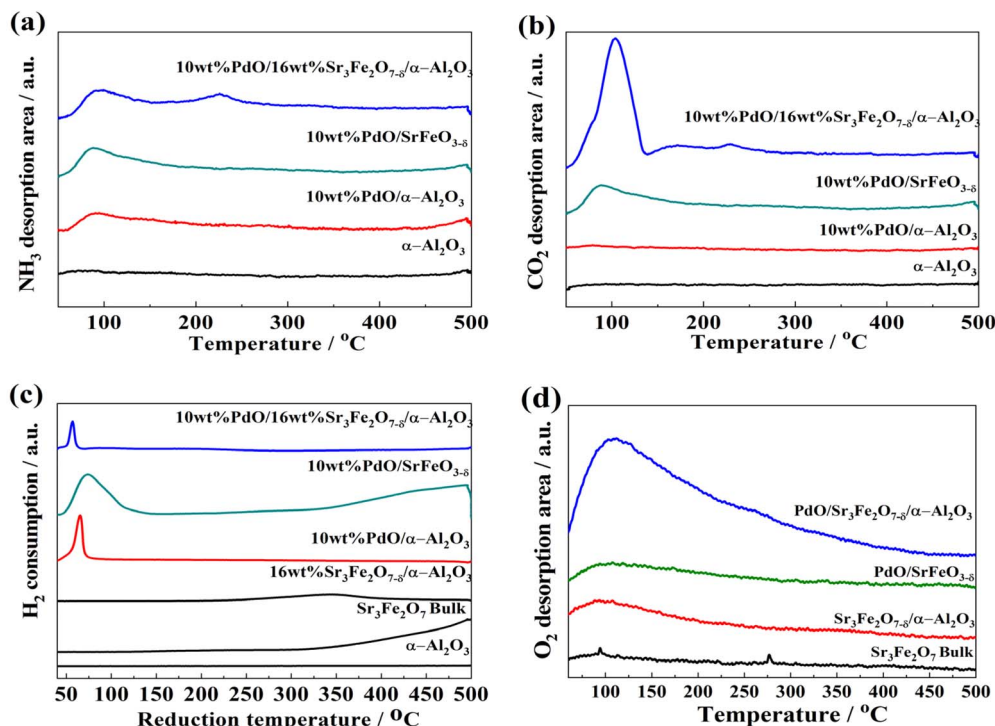 (a)
NH₃ desorption area / a.u.
10wt%PdO/16wt%Sr₃Fe₂O₇₋δ/α−Al₂O₃
10wt%PdO/SrFeO₃₋δ
10wt%PdO/α−Al₂O₃
α−Al₂O₃
100 200 300 400 500
Temperature / °C
(b)
CO₂ desorption area / a.u.
10wt%PdO/16wt%Sr₃Fe₂O₇₋δ/α−Al₂O₃
10wt%PdO/SrFeO₃₋δ
10wt%PdO/α−Al₂O₃
α−Al₂O₃
100 200 300 400 500
Temperature / °C
(c)
H₂ consumption / a.u.
10wt%PdO/16wt%Sr₃Fe₂O₇₋δ/α−Al₂O₃
10wt%PdO/SrFeO₃₋δ
10wt%PdO/α−Al₂O₃
16wt%Sr₃Fe₂O₇₋δ/α−Al₂O₃
Sr₃Fe₂O₇ Bulk
α−Al₂O₃
50 100 150 200 250 300 350 400 450 500
Reduction temperature / °C
(d)
O₂ desorption area / a.u.
PdO/Sr₃Fe₂O₇₋δ/α−Al₂O₃
PdO/SrFeO₃₋δ
Sr₃Fe₂O₇₋δ/α−Al₂O₃
Sr₃Fe₂O₇ Bulk
100 150 200 250 300 350 400 450 500
Temperature / °C